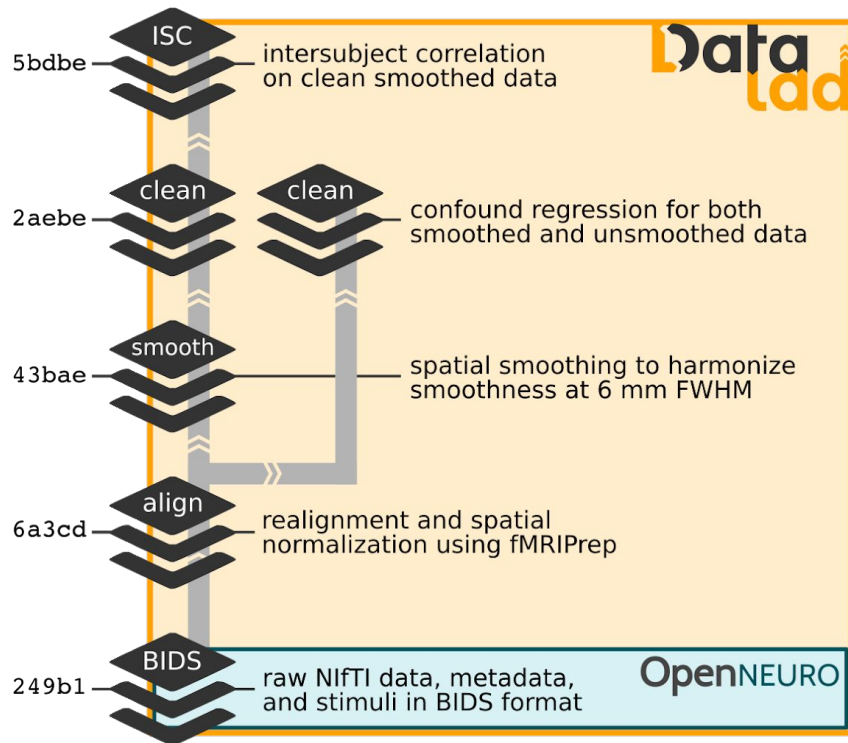 ISC
5bdbe
intersubject correlation
on clean smoothed data
DataLad
clean
clean
2aebe
confound regression for both
smoothed and unsmoothed data
smooth
43bae
spatial smoothing to harmonize
smoothness at 6 mm FWHM
align
6a3cd
realignment and spatial
normalization using fMRIPrep
BIDS
249b1
raw NIfTI data, metadata,
and stimuli in BIDS format
OpenNEURO